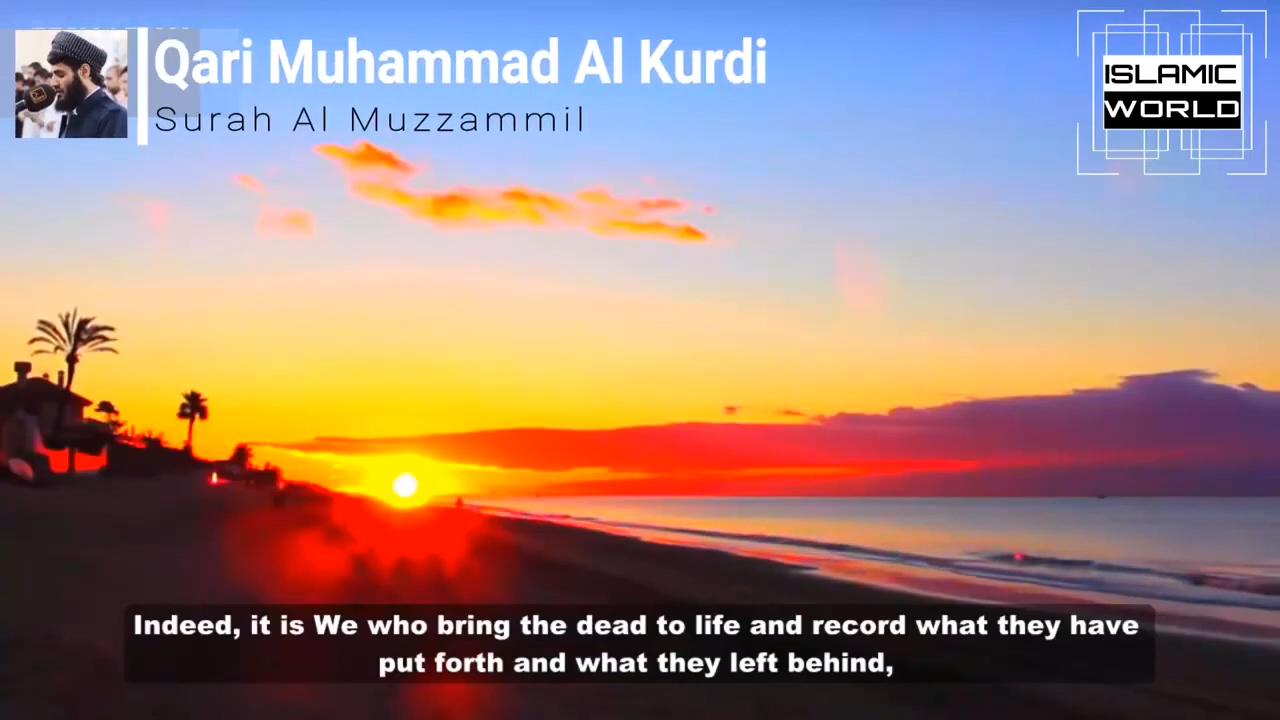 Qari Muhammad Al Kurdi
Surah Al Muzzammil
ISLAMIC
WORLD
Indeed, it is We who bring the dead to life and record what they have
put forth and what they left behind,